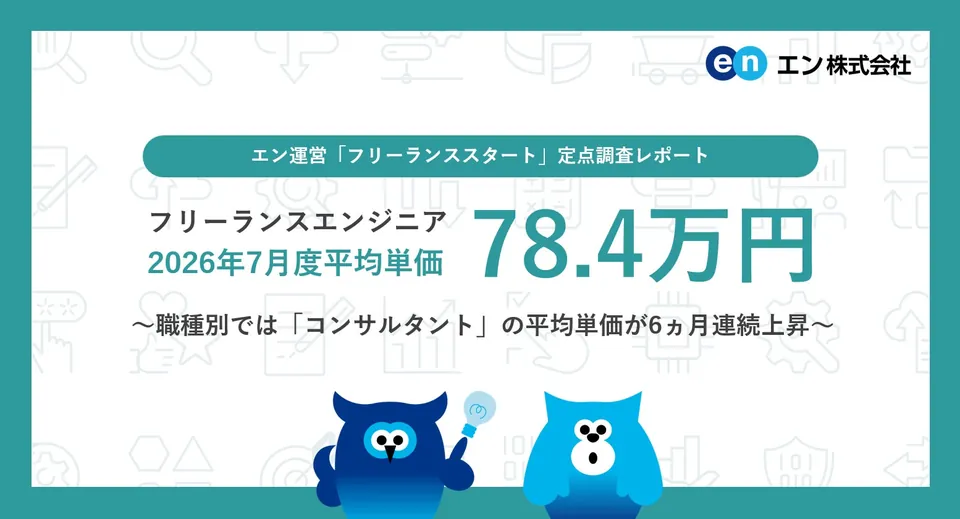 en エン株式会社
エン運営「フリーランススタート」定点調査レポート
フリーランスエンジニア
2026年7月度平均単価
78.4万円
～職種別では「コンサルタント」の平均単価が6ヵ月連続上昇～